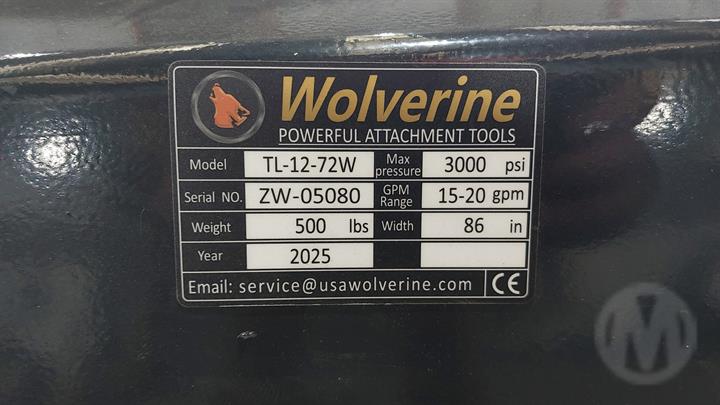 Wolverine
POWERFUL ATTACHMENT TOOLS
Model TL-12-72W Max pressure 3000 psi
Serial NO. ZW-05080 GPM Range 15-20 gpm
Weight 500 lbs Width 86 in
Year 2025
Email: service@usawolverine.com CE
M